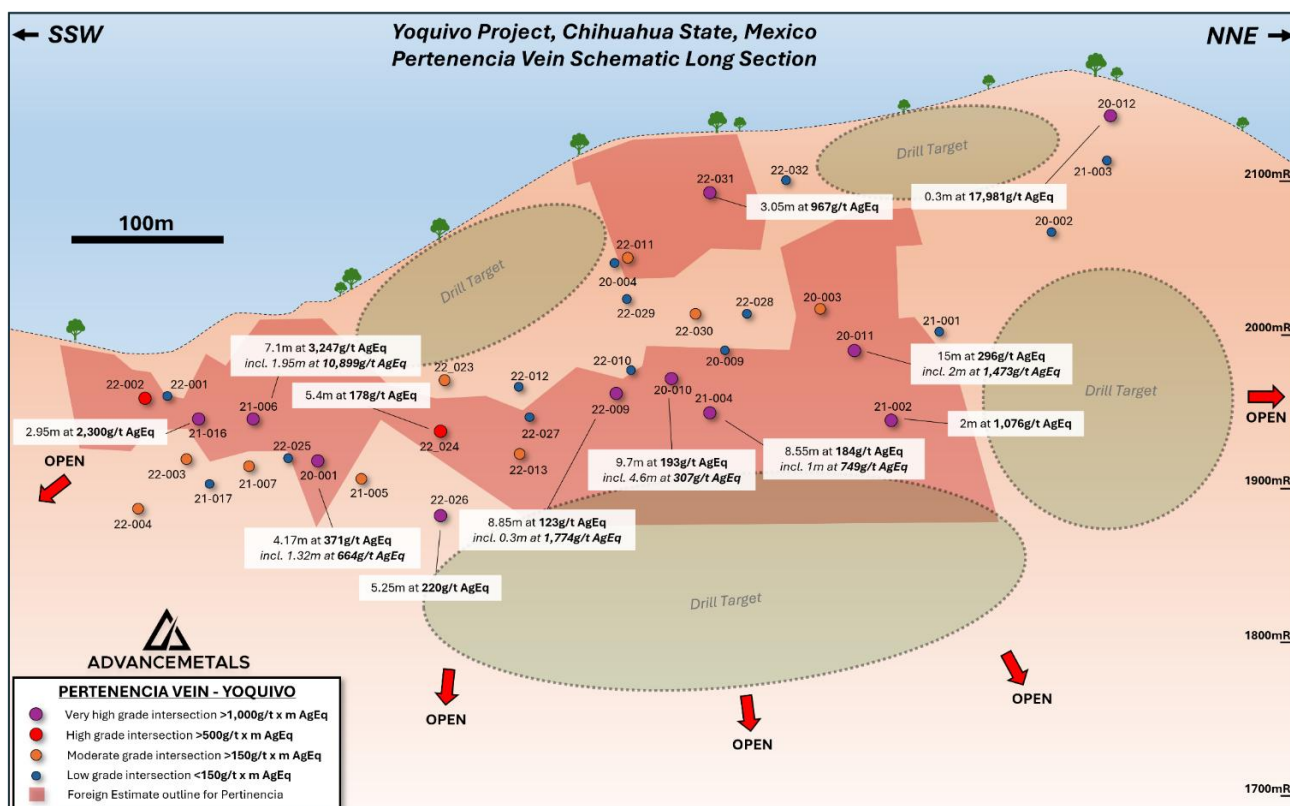 ← SSW
Yoquivo Project, Chihuahua State, Mexico
Pertenencia Vein Schematic Long Section
NNE →
20-012
Drill Target
22-032
21-003
22-031
2100mR
100m
3.05m at 967g/t AgEq
0.3m at 17,981g/t AgEq
20-002
22-011
Drill Target
20-004
22-028
20-003
22-029
22-030
21-001
2000mR
20-011
7.1m at 3,247g/t AgEq
incl. 1.95m at 10,899g/t AgEq
22_023
22-010
20-009
15m at 296g/t AgEq
incl. 2m at 1,473g/t AgEq
22-002
22-001
22-012
5.4m at 178g/t AgEq
20-010
21-004
Drill Target
OPEN
21-006
22-009
21-002
2.95m at 2,300g/t AgEq
21-016
22-027
2m at 1,076g/t AgEq
22-025
22_024
OPEN
22-003
21-007
20-001
22-013
9.7m at 193g/t AgEq
incl. 4.6m at 307g/t AgEq
8.55m at 184g/t AgEq
incl. 1m at 749g/t AgEq
21-017
21-005
1900mR
22-004
22-026
4.17m at 371g/t AgEq
incl. 1.32m at 664g/t AgEq
8.85m at 123g/t AgEq
incl. 0.3m at 1,774g/t AgEq
5.25m at 220g/t AgEq
Drill Target
1800mR
ADVANCEMETALS
OPEN
OPEN
OPEN
PERTENENCIA VEIN - YOQUIVO
Very high grade intersection >1,000g/t x m AgEq
High grade intersection >500g/t x m AgEq
Moderate grade intersection >150g/t x m AgEq
Low grade intersection <150g/t x m AgEq
Foreign Estimate outline for Pertinencia
1700mR